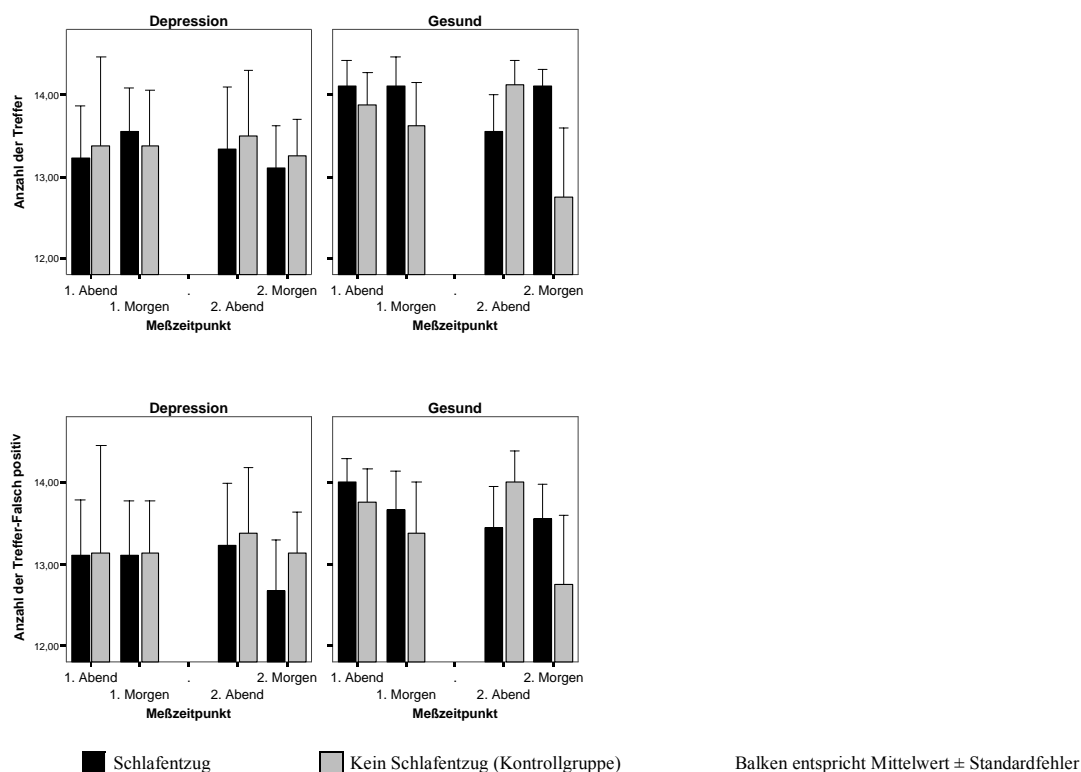 Depression
Gesund
Anzahl der Treffer
14,00
13,00
12,00
1. Abend . 2. Morgen
1. Morgen 2. Abend
Meßzeitpunkt
1. Abend . 2. Morgen
1. Morgen 2. Abend
Meßzeitpunkt
Depression
Gesund
Anzahl der Treffer-Falsch positiv
14,00
13,00
12,00
1. Abend . 2. Morgen
1. Morgen 2. Abend
Meßzeitpunkt
1. Abend . 2. Morgen
1. Morgen 2. Abend
Meßzeitpunkt
Schlafentzug
Kein Schlafentzug (Kontrollgruppe)
Balken entspricht Mittelwert ± Standardfehler